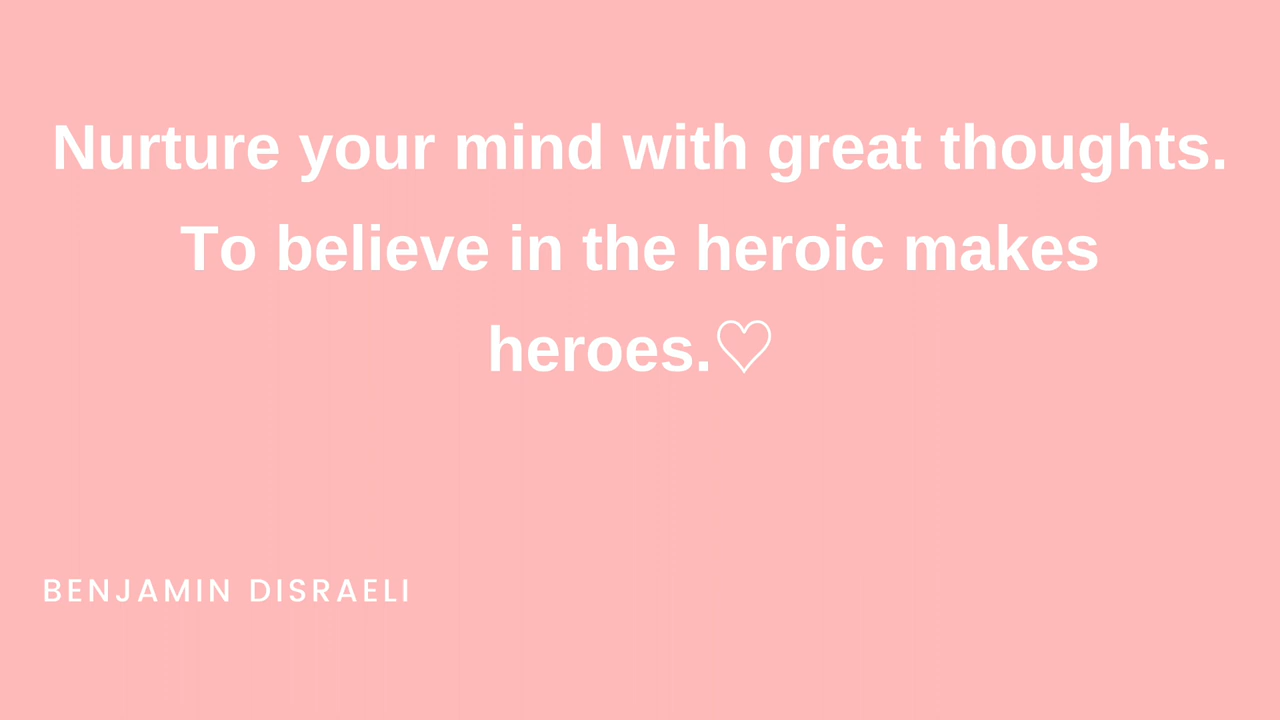 Nurture your mind with great thoughts.
To believe in the heroic makes
heroes.♡
BENJAMIN DISRAELI